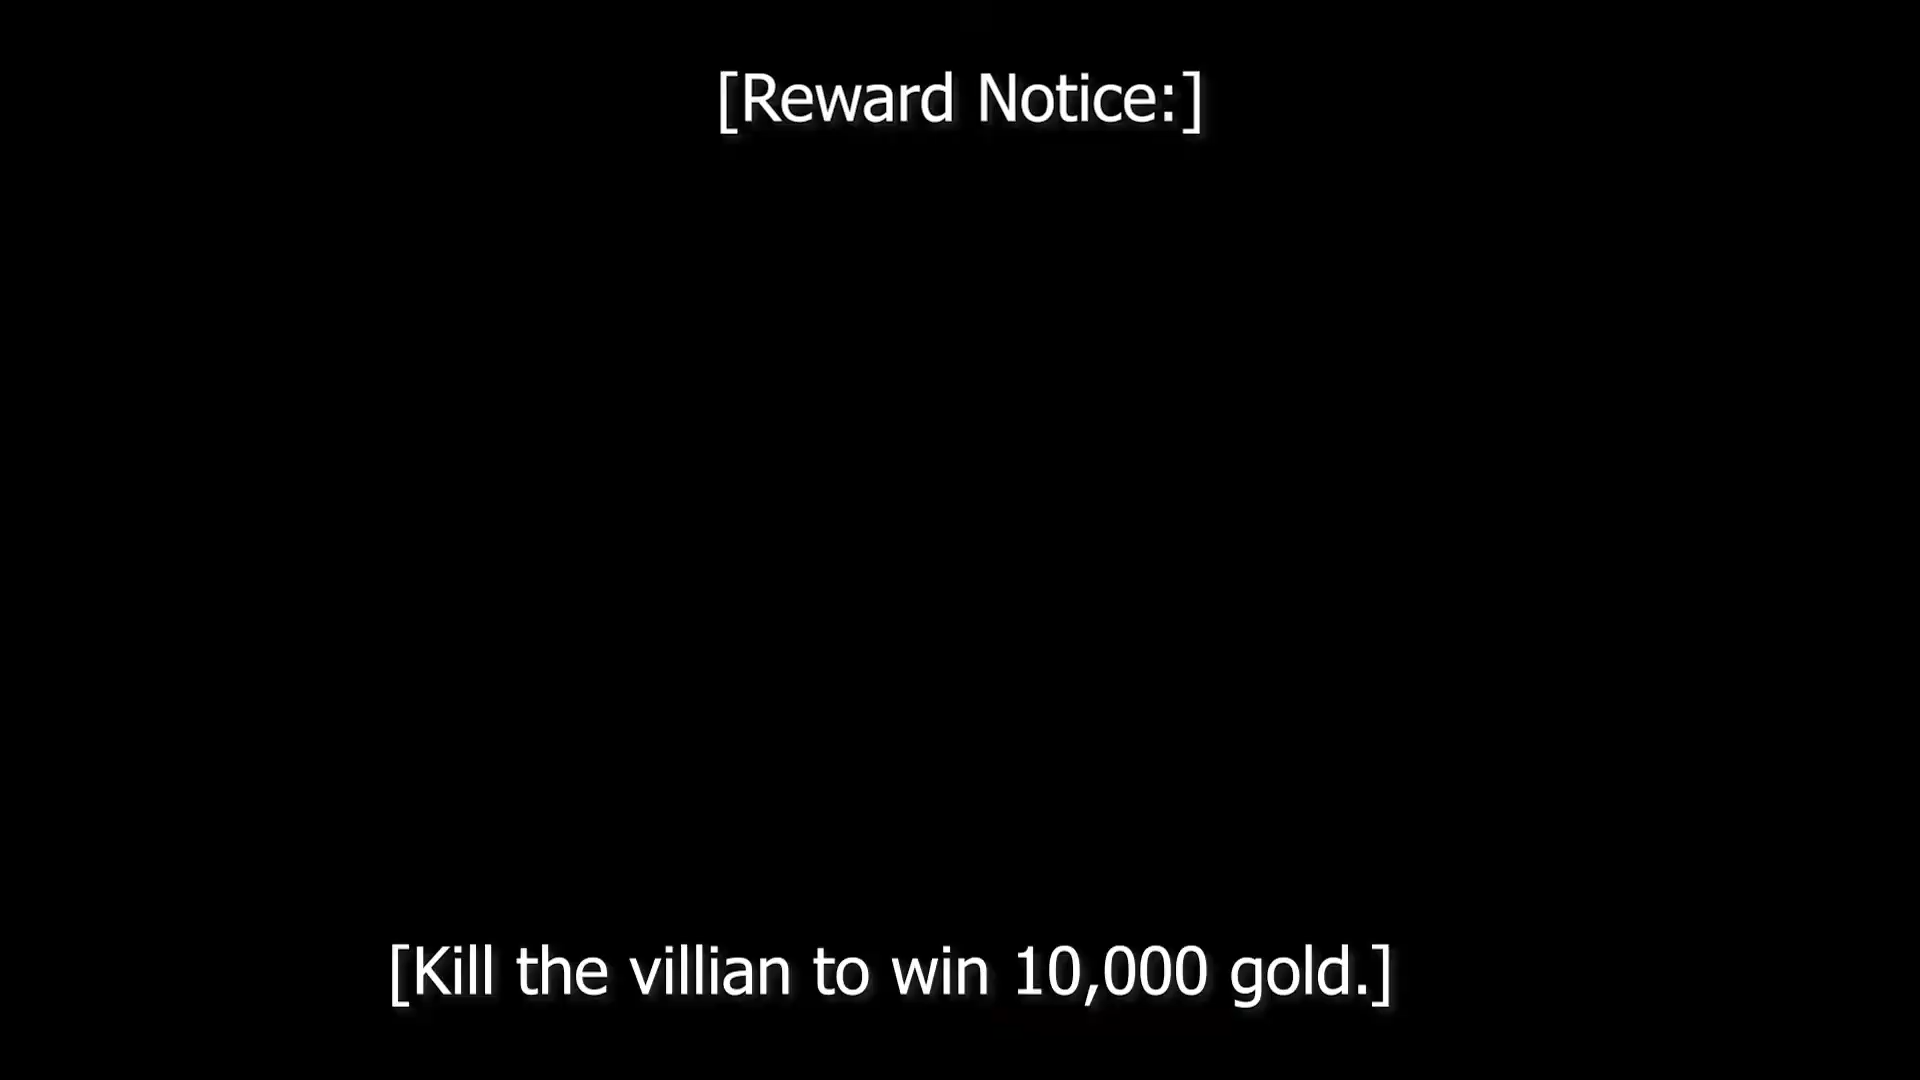 [Reward Notice:]
[Kill the villian to win 10,000 gold.]